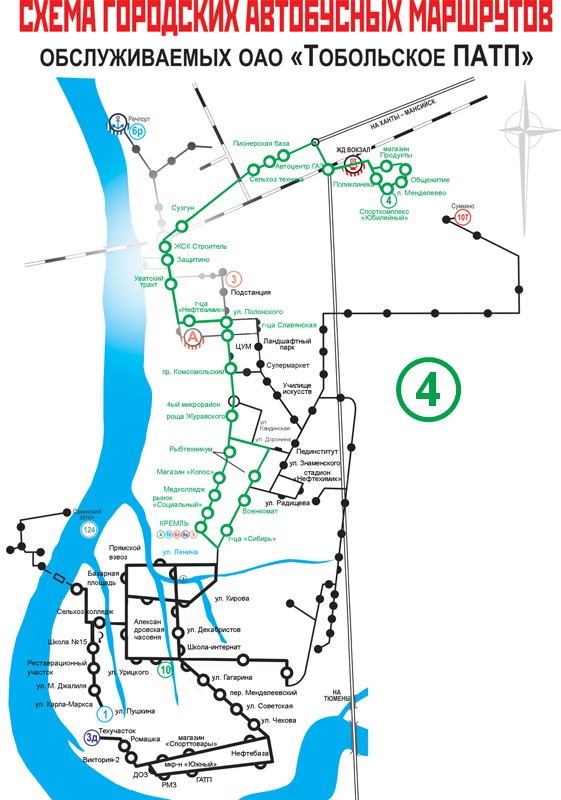 СХЕМА ГОРОДСКИХ АВТОБУСНЫХ МАРШРУТОВ
ОБСЛУЖИВАЕМЫХ ОАО «Тобольское ПАТП»
НА ХАНТЫ – МАНСИЙСК
Речпорт
6р
Пионерская база
Автоцентр ГАЗ
Сельхоз техника
ЖД ВОКЗАЛ
магазин
Продукты
Поликлиника
Общежитие
п. Менделеево
4
Спорткомплекс
«Юбилейный»
Сумкино
107
Сузгун
ЖСК Строитель
Защитино
Уватский
тракт
3
Подстанция
г-ца
«Нефтехимик»
ул. Полонского
г-ца Славянская
А
ЦУМ
Ландшафтный
парк
Супермаркет
пр. Комсомольский
Училище
искусств
4
4ый микрорайон
роща Журавского
ул.
Кандинская
ул. Доронина
Рыбтехникум
Пединститут
ул. Знаменского
стадион
«Нефтехимик»
Магазин «Колос»
Медколледж
рынок
«Социальный»
ул. Радищева
Военкомат
КРЕМЛЬ
г-ца «Сибирь»
124
Прямской
взвоз
ул. Ленина
Базарная
площадь
ул. Кирова
Сельхоз колледж
Алексан
дровская
часовня
ул. Декабристов
?
Школа №15
Школа-интернат
Реставрационный
участок
ул. Урицкого
10
ул. Гагарина
ул. М. Джалиля
пер. Менделеевский
НА
ТЮМЕНЬ
ул. Карла-Маркса
1
ул. Пушкина
ул. Советская
ул. Чехова
3д
Техучасток
Ромашка
магазин
«Спорттовары»
Виктория-2
Нефтебаза
мкр-н «Южный»
ДОЗ
РМЗ
ГАТП